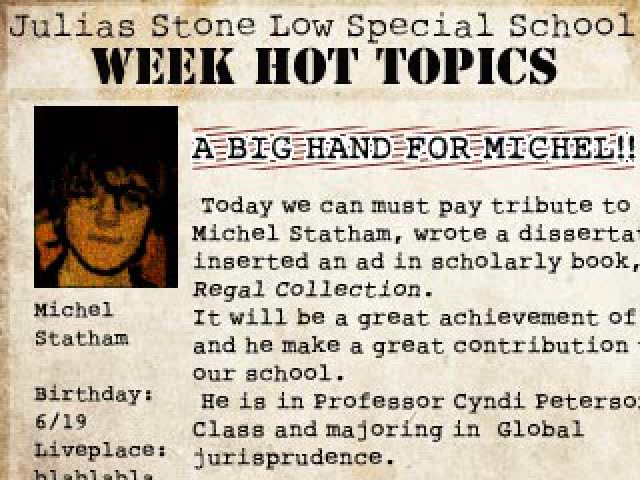 Julias Stone Low Special School
WEEK HOT TOPICS
A BIG HAND FOR MICHEL!!
Today we can must pay tribute to
Michel Statham, wrote a
inserted an ad in scholarly book,
Regal Collection.
It will be a great achievement of
and he make a great contribution
our school.
He is in Professor Cyndi
Class and majoring in Global
jurisprudence.
Michel
Statham
Birthday:
6/19
Liveplace:
blahlabla